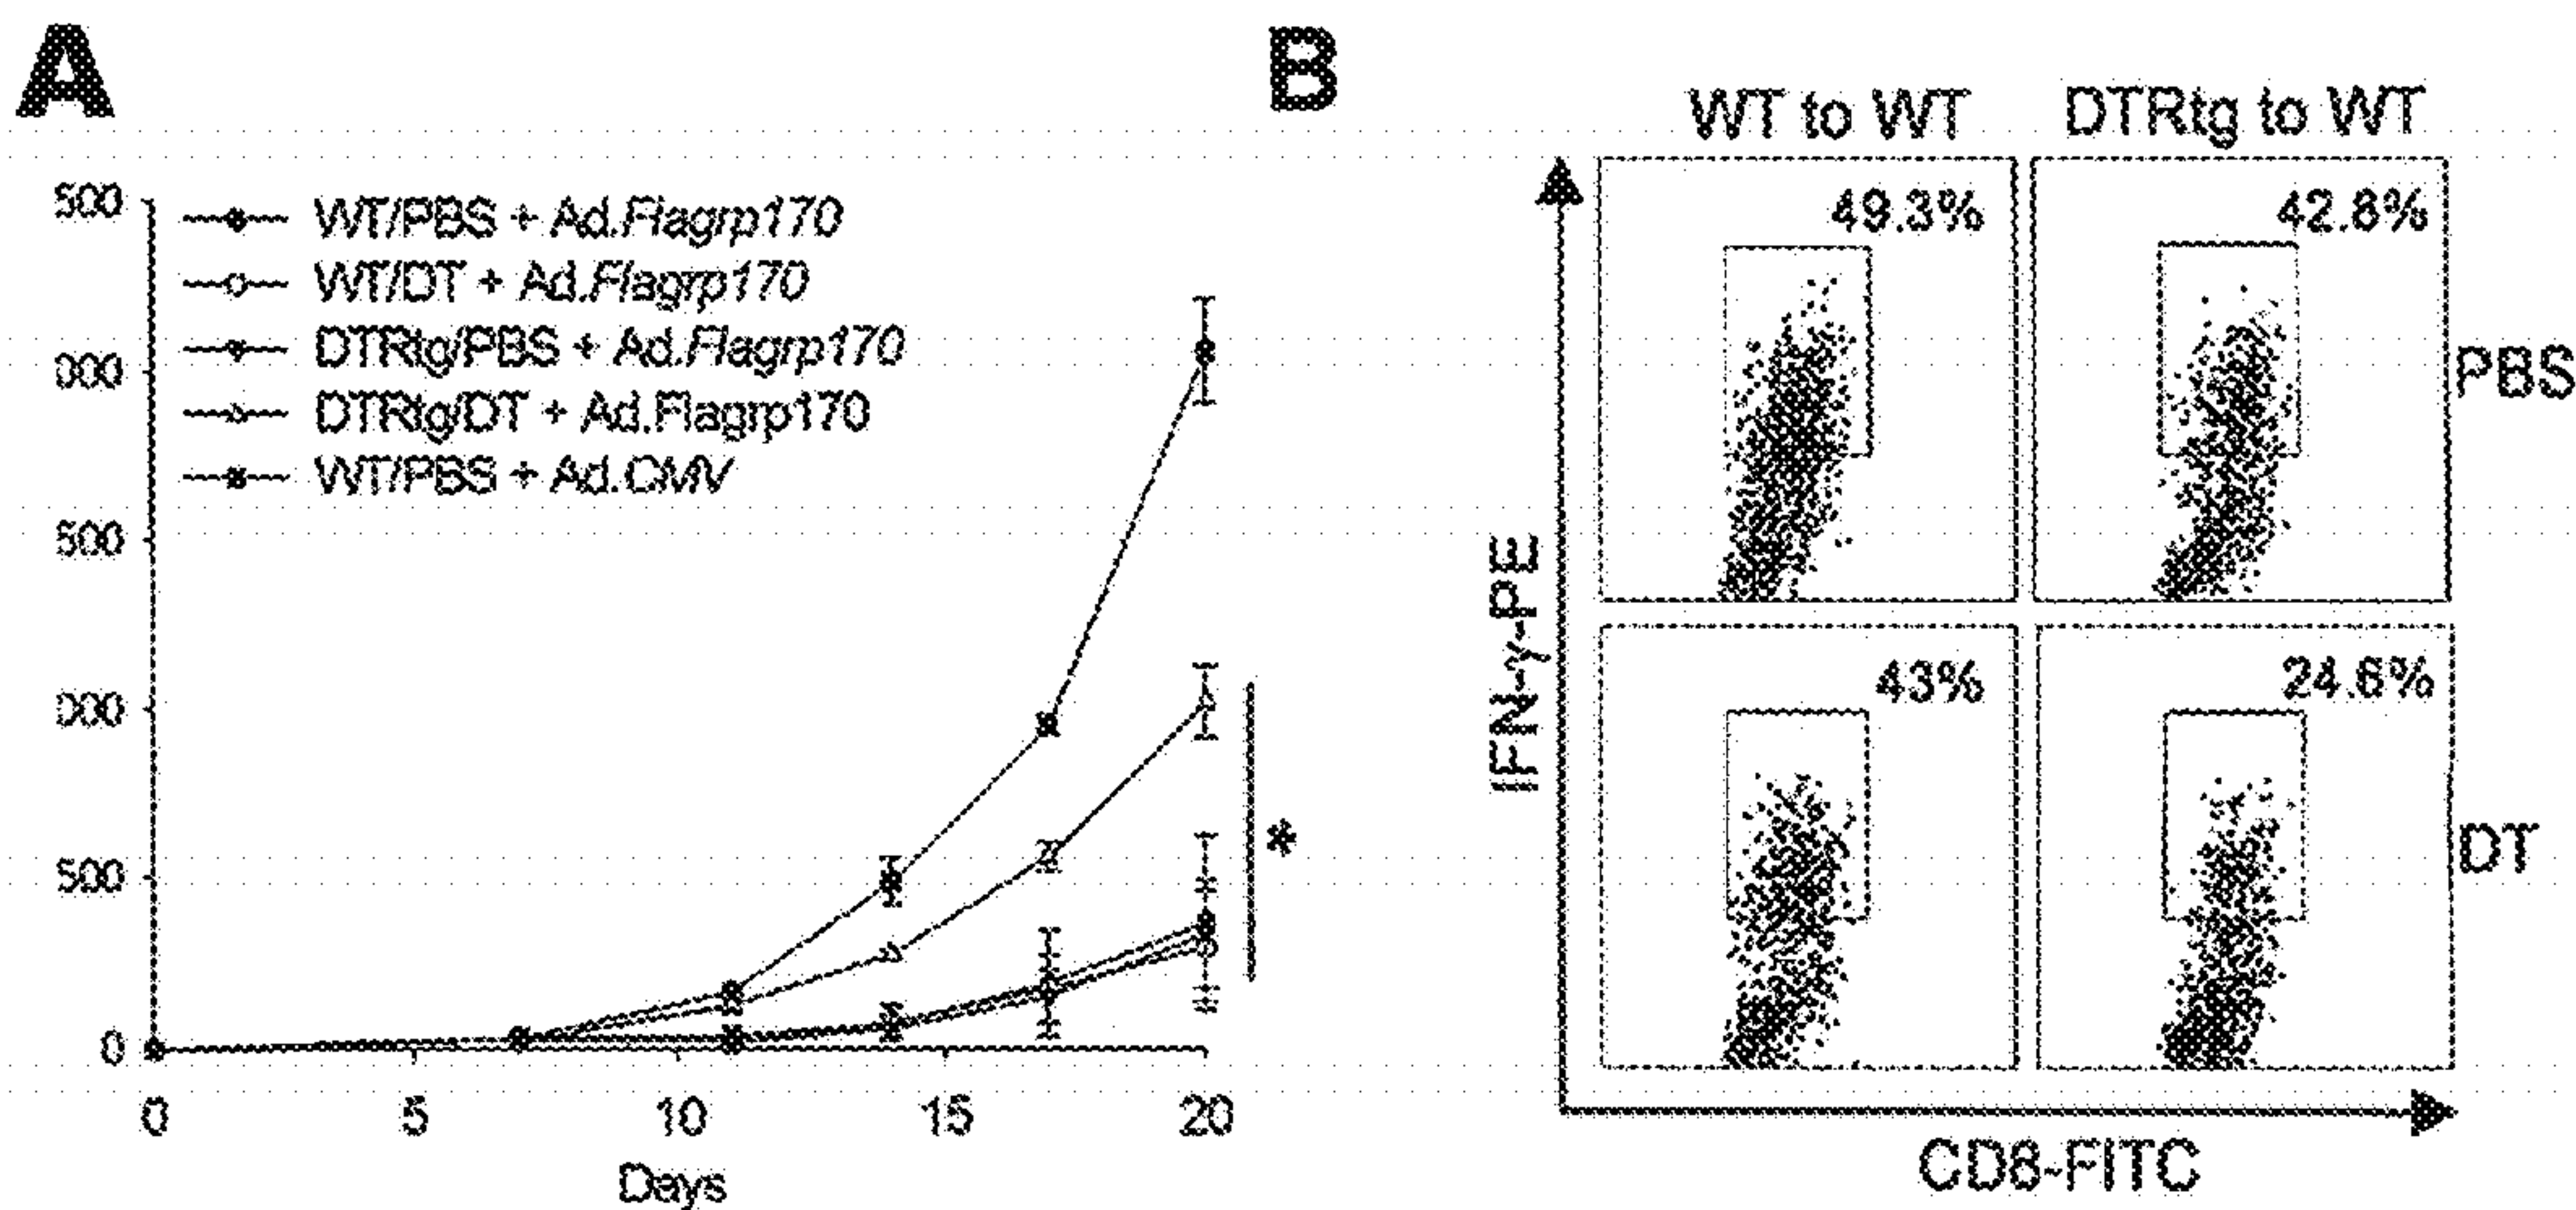 A
500
000
500
000
500
0
WT/PBS + Ad.Flagrp170
WT/DT + Ad.Flagrp170
DTRtg/PBS + Ad.Flagrp170
DTRtg/DT + Ad.Flagrp170
WT/PBS + Ad.CMV
*
0 5 10 15 20
Days
B
WT to WT DTRtg to WT
49.3% 42.8% PBS
43% 24.6% DT
IFN-γ-PE
CD8-FITC